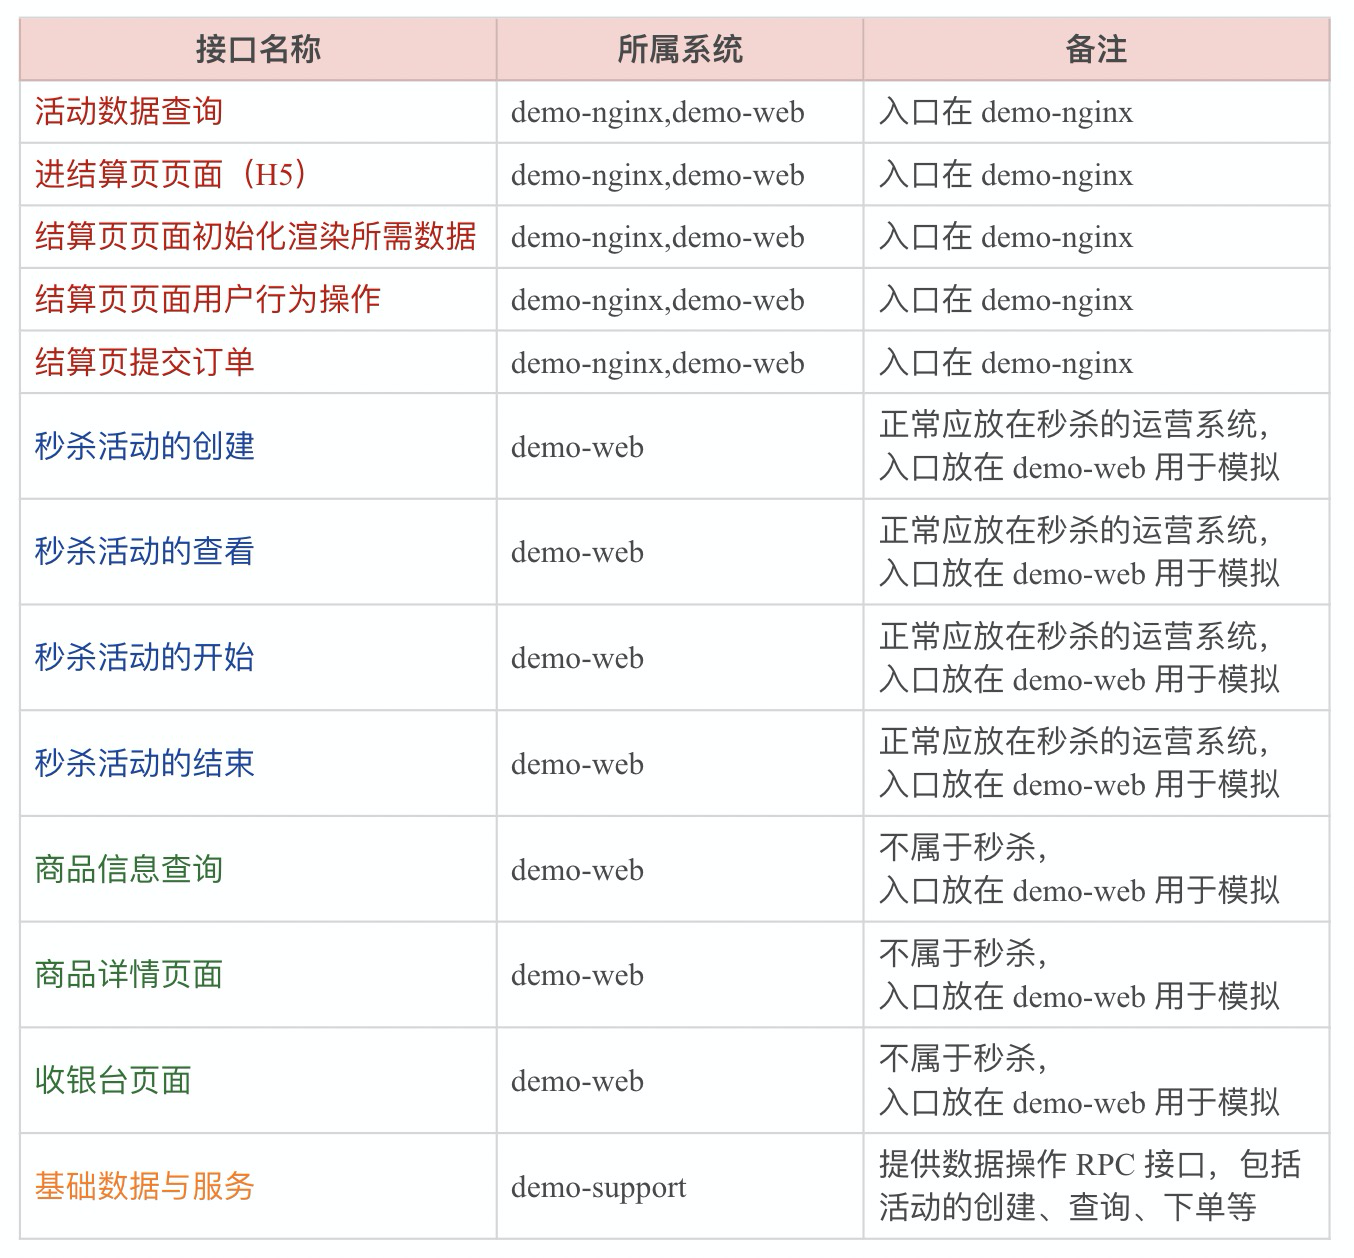 接口名称 所属系统 备注
活动数据查询 demo-nginx,demo-web 入口在 demo-nginx
进结算页页面（H5） demo-nginx,demo-web 入口在 demo-nginx
结算页页面初始化渲染所需数据 demo-nginx,demo-web 入口在 demo-nginx
结算页页面用户行为操作 demo-nginx,demo-web 入口在 demo-nginx
结算页提交订单 demo-nginx,demo-web 入口在 demo-nginx
秒杀活动的创建 demo-web 正常应放在秒杀的运营系统，
入口放在 demo-web 用于模拟
秒杀活动的查看 demo-web 正常应放在秒杀的运营系统，
入口放在 demo-web 用于模拟
秒杀活动的开始 demo-web 正常应放在秒杀的运营系统，
入口放在 demo-web 用于模拟
秒杀活动的结束 demo-web 正常应放在秒杀的运营系统，
入口放在 demo-web 用于模拟
商品信息查询 demo-web 不属于秒杀，
入口放在 demo-web 用于模拟
商品详情页面 demo-web 不属于秒杀，
入口放在 demo-web 用于模拟
收银台页面 demo-web 不属于秒杀，
入口放在 demo-web 用于模拟
基础数据与服务 demo-support 提供数据操作 RPC 接口，包括
活动的创建、查询、下单等